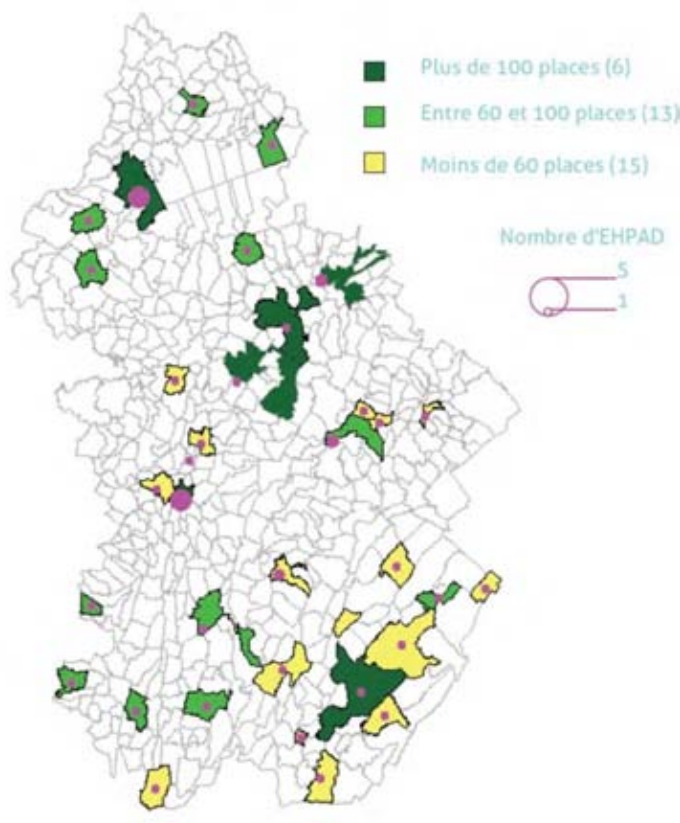 Plus de 100 places (6)
Entre 60 et 100 places (13)
Moins de 60 places (15)
Nombre d'EHPAD
5
1